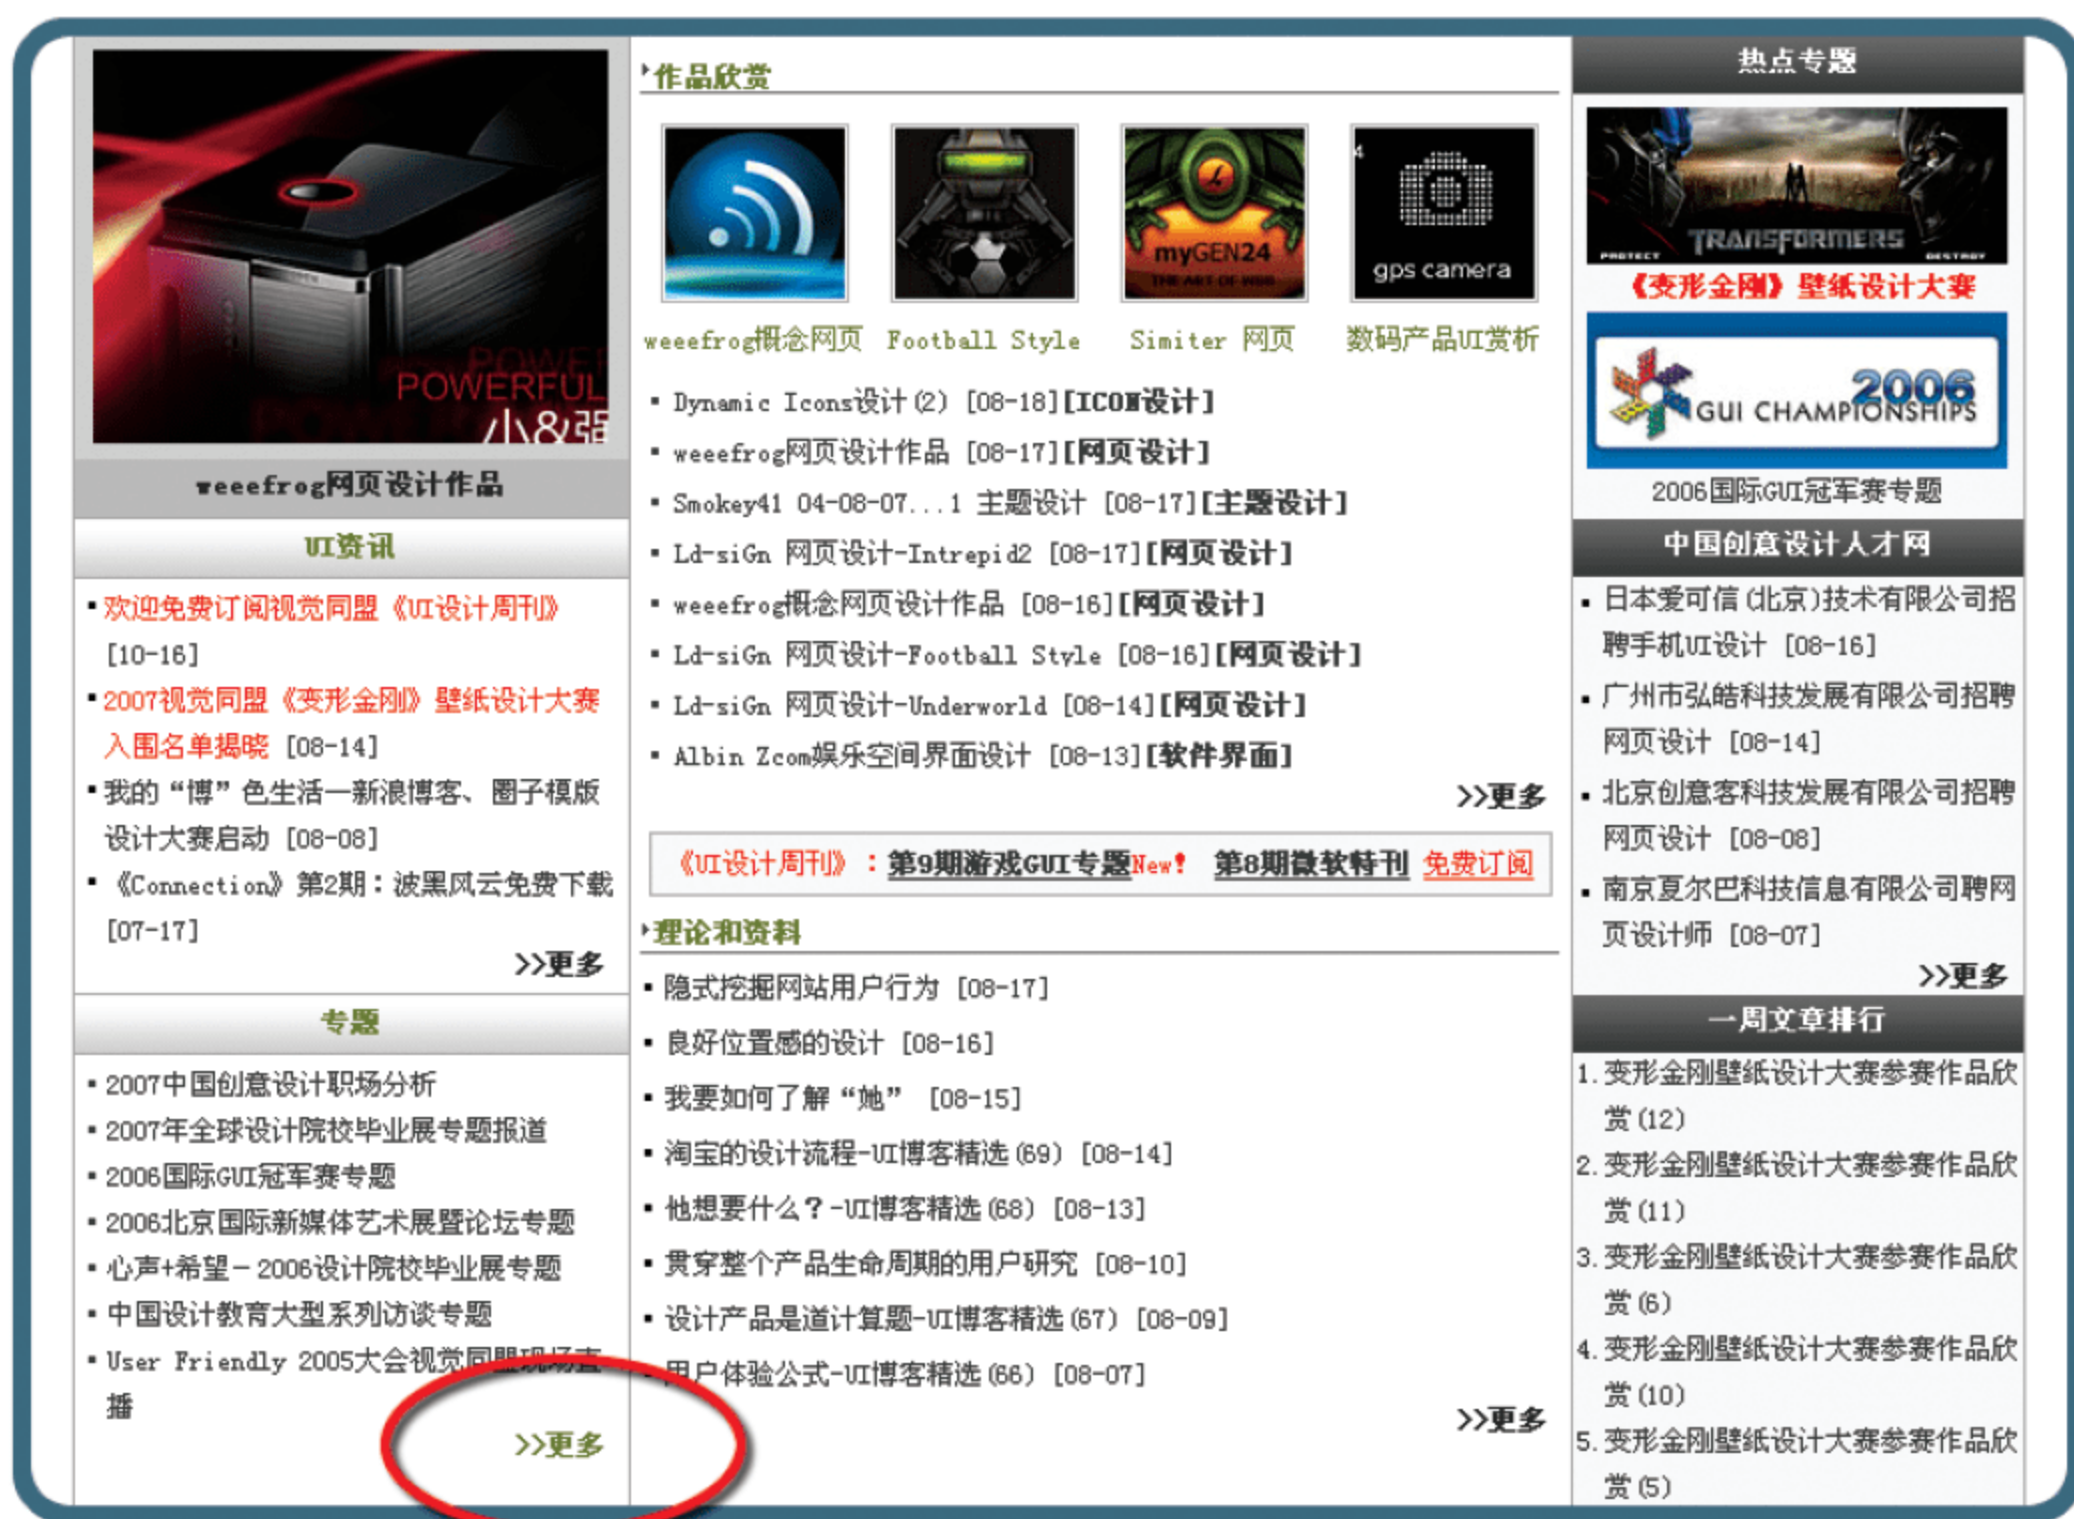 POWERFUL
小&强
weeefrog网页设计作品
UI资讯
欢迎免费订阅视觉同盟《UI设计周刊》
[10-16]
2007视觉同盟《变形金刚》壁纸设计大赛
入围名单揭晓 [08-14]
我的“博”色生活—新浪博客、圈子模版
设计大赛启动 [08-08]
《Connection》第2期：波黑风云免费下载
[07-17]
>>更多
专题
2007中国创意设计职场分析
2007年全球设计院校毕业展专题报道
2006国际GUI冠军赛专题
2006北京国际新媒体艺术展暨论坛专题
心声+希望－2006设计院校毕业展专题
中国设计教育大型系列访谈专题
User Friendly 2005大会视觉同盟现场直
播
>>更多
作品欣赏
myGEN24
THE ART OF WEB
4
gps camera
weeefrog概念网页 Football Style Simiter 网页 数码产品UI赏析
Dynamic Icons设计(2) [08-18][ICON设计]
weeefrog网页设计作品 [08-17][网页设计]
Smokey41 04-08-07...1 主题设计 [08-17][主题设计]
Ld-siGn 网页设计-Intrepid2 [08-17][网页设计]
weeefrog概念网页设计作品 [08-16][网页设计]
Ld-siGn 网页设计-Football Style [08-16][网页设计]
Ld-siGn 网页设计-Underworld [08-14][网页设计]
Albin Zcom娱乐空间界面设计 [08-13][软件界面]
>>更多
《UI设计周刊》：第9期游戏GUI专题New! 第8期微软特刊 免费订阅
理论和资料
隐式挖掘网站用户行为 [08-17]
良好位置感的设计 [08-16]
我要如何了解“她” [08-15]
淘宝的设计流程-UI博客精选(69) [08-14]
他想要什么？-UI博客精选(68) [08-13]
贯穿整个产品生命周期的用户研究 [08-10]
设计产品是道计算题-UI博客精选(67) [08-09]
用户体验公式-UI博客精选(66) [08-07]
>>更多
热点专题
TRANSFORMERS
PROTECT DESTROY
《变形金刚》壁纸设计大赛
2006
GUI CHAMPIONSHIPS
2006国际GUI冠军赛专题
中国创意设计人才网
日本爱可信(北京)技术有限公司招
聘手机UI设计 [08-16]
广州市弘皓科技发展有限公司招聘
网页设计 [08-14]
北京创意客科技发展有限公司招聘
网页设计 [08-08]
南京夏尔巴科技信息有限公司聘网
页设计师 [08-07]
>>更多
一周文章排行
1. 变形金刚壁纸设计大赛参赛作品欣
赏(12)
2. 变形金刚壁纸设计大赛参赛作品欣
赏(11)
3. 变形金刚壁纸设计大赛参赛作品欣
赏(6)
4. 变形金刚壁纸设计大赛参赛作品欣
赏(10)
5. 变形金刚壁纸设计大赛参赛作品欣
赏(5)